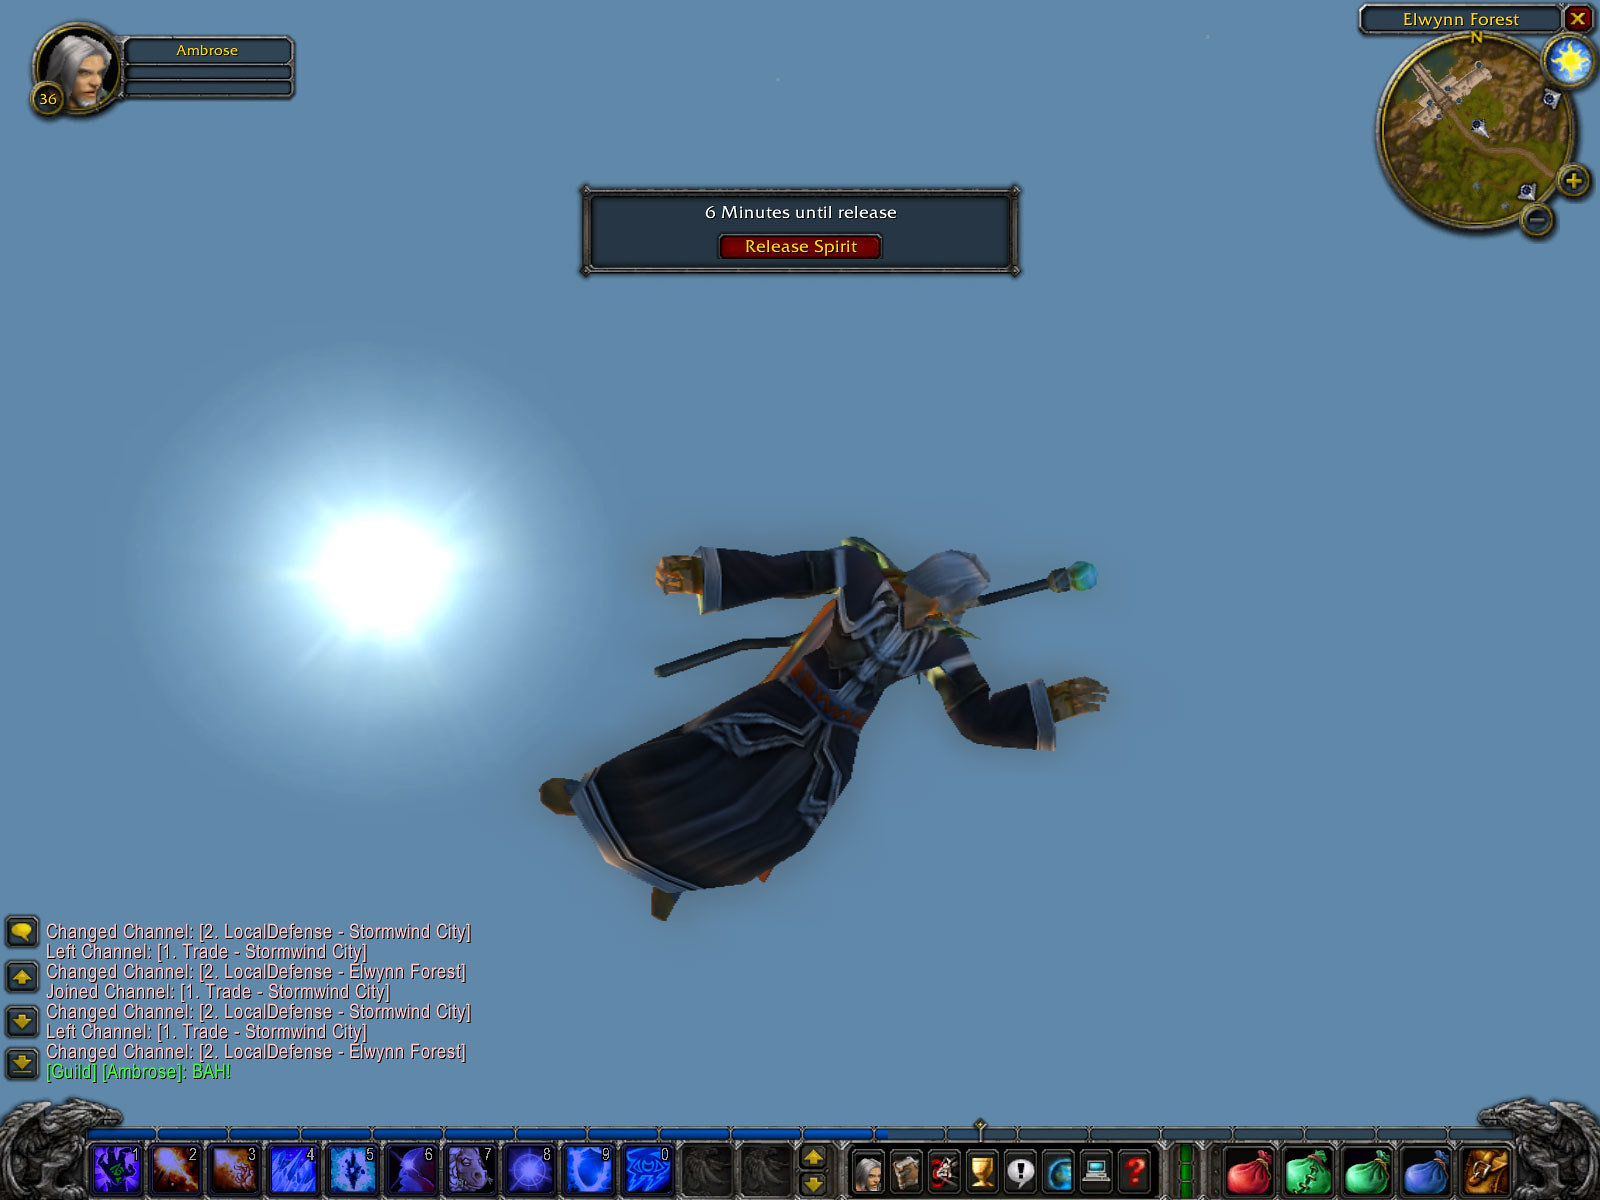 Ambrose
36
Elwynn Forest
N
6 Minutes until release
Release Spirit
Changed Channel: [2. LocalDefense - Stormwind City]
Left Channel: [1. Trade - Stormwind City]
Changed Channel: [2. LocalDefense - Elwynn Forest]
Joined Channel: [1. Trade - Stormwind City]
Changed Channel: [2. LocalDefense - Stormwind City]
Left Channel: [1. Trade - Stormwind City]
Changed Channel: [2. LocalDefense - Elwynn Forest]
[Guild] [Ambrose]: BAH!
1 2 3 4 5 6 7 8 9 0